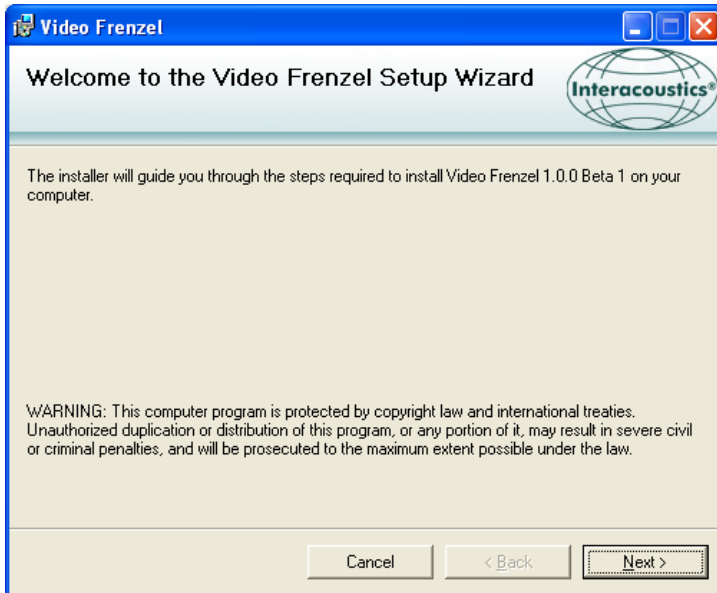 Video Frenzel
Welcome to the Video Frenzel Setup Wizard
Interacoustics®
The installer will guide you through the steps required to install Video Frenzel 1.0.0 Beta 1 on your
computer.
WARNING: This computer program is protected by copyright law and international treaties.
Unauthorized duplication or distribution of this program, or any portion of it, may result in severe civil
or criminal penalties, and will be prosecuted to the maximum extent possible under the law.
Cancel < Back Next >